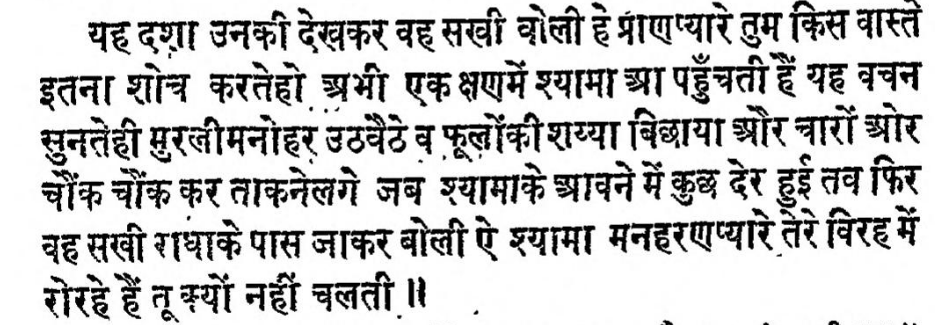 यह दशा उनकी देखकर वह सखी बोली हे प्राणप्यारे तुम किस वास्ते
इतना शोच करतेहो अभी एक क्षणमें श्यामा आ पहुँचती हैं यह वचन
सुनतेही मुरलीमनोहर उठबैठे व फूलोंकी शय्या बिछाया और चारों ओर
चौंक चौंक कर ताकनेलगे जब श्यामाके आवने में कुछ देर हुई तव फिर
वह सखी राधाके पास जाकर बोली ऐ श्यामा मनहरणप्यारे तेरे विरह में
रोरहे हैं तू क्यों नहीं चलती ॥